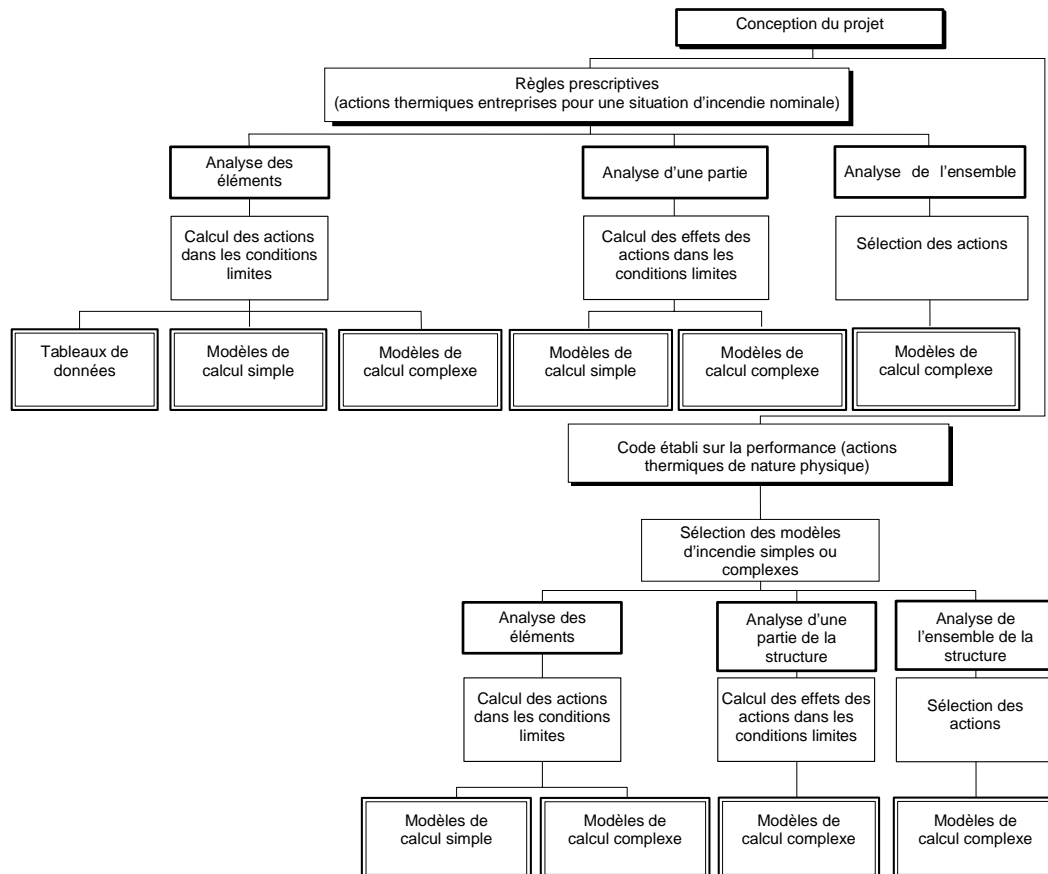 Conception du projet
Règles prescriptives
(actions thermiques entreprises pour une situation d'incendie nominale)
Analyse des
éléments
Analyse d'une partie
Analyse de l'ensemble
Calcul des actions
dans les conditions
limites
Calcul des effets des
actions dans les
conditions limites
Sélection des actions
Tableaux de
données
Modèles de
calcul simple
Modèles de
calcul complexe
Modèles de
calcul simple
Modèles de
calcul complexe
Modèles de
calcul complexe
Code établi sur la performance (actions
thermiques de nature physique)
Sélection des modèles
d'incendie simples ou
complexes
Analyse des
éléments
Analyse d'une
partie de la
structure
Analyse de
l'ensemble de la
structure
Calcul des actions
dans les conditions
limites
Calcul des effets des
actions dans les
conditions limites
Sélection des
actions
Modèles de
calcul simple
Modèles de
calcul complexe
Modèles de
calcul complexe
Modèles de
calcul complexe